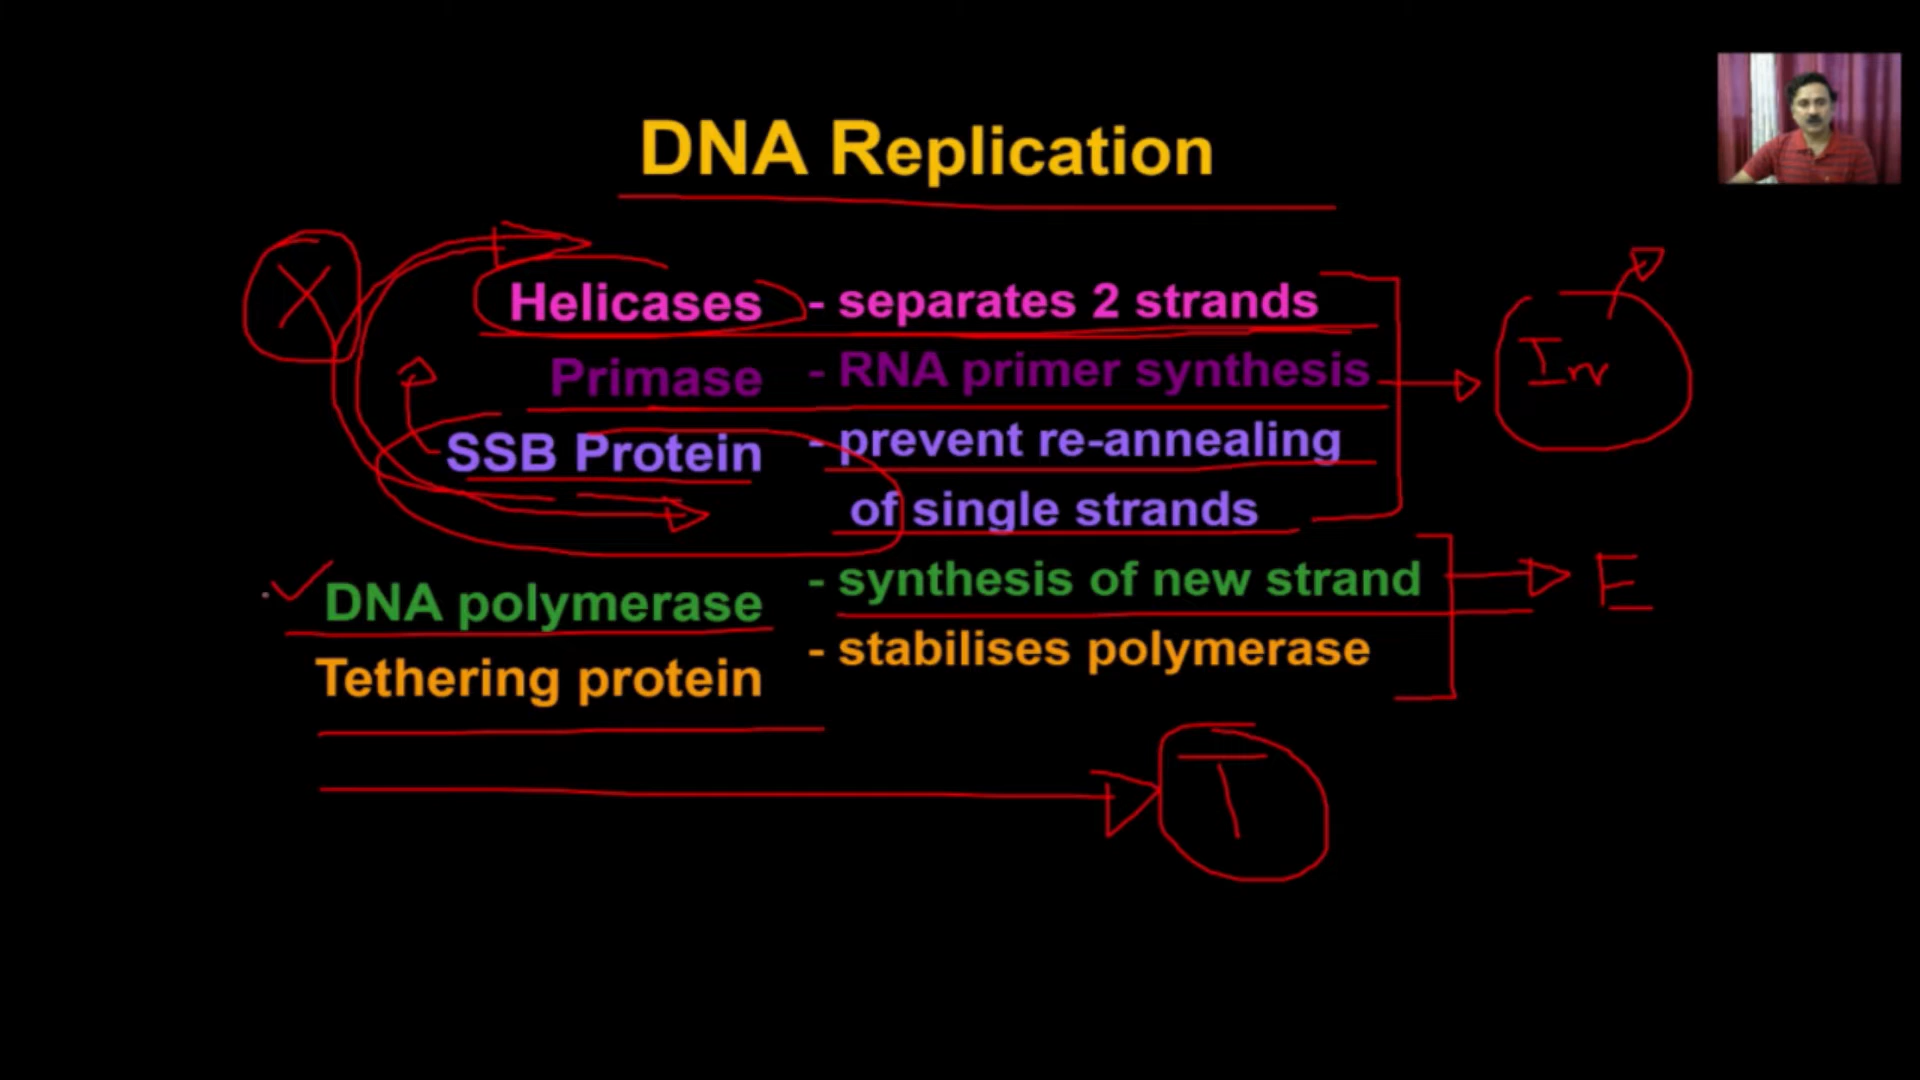 DNA Replication
X
Helicases - separates 2 strands
Primase - RNA primer synthesis
SSB Protein - prevent re-annealing
of single strands
DNA polymerase - synthesis of new strand
E
Tethering protein - stabilises polymerase
T